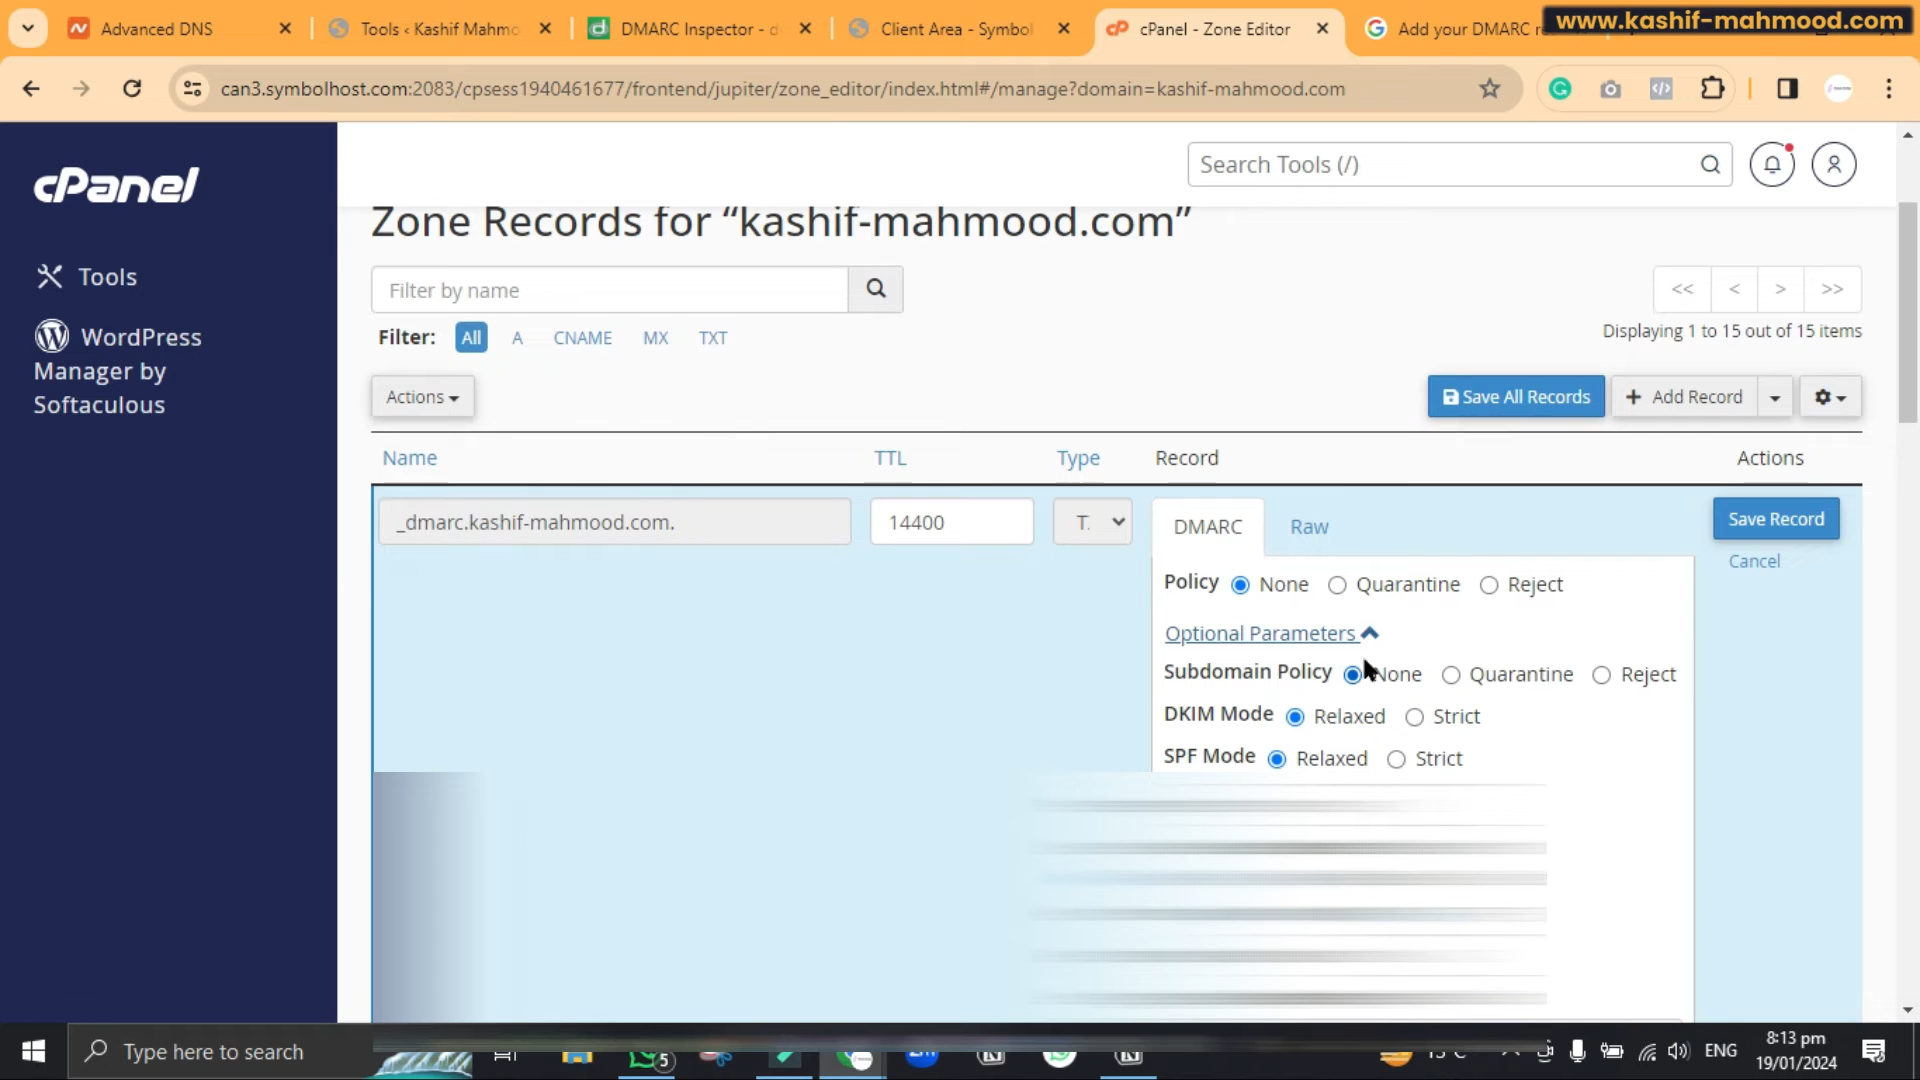 Advanced DNS
Tools ‹ Kashif Mahmo
DMARC Inspector - d
Client Area - Symbol
cPanel - Zone Editor
Add your DMARC re
www.kashif-mahmood.com
can3.symbolhost.com:2083/cpsess1940461677/frontend/jupiter/zone_editor/index.html#/manage?domain=kashif-mahmood.com
cPanel
Search Tools (/)
Tools
WordPress
Manager by
Softaculous
Zone Records for “kashif-mahmood.com”
Filter by name
<< < > >>
Filter: All A CNAME MX TXT
Displaying 1 to 15 out of 15 items
Actions
Save All Records
+ Add Record
Name TTL Type Record Actions
_dmarc.kashif-mahmood.com.
14400
T.
DMARC
Raw
Save Record
Cancel
Policy None Quarantine Reject
Optional Parameters
Subdomain Policy None Quarantine Reject
DKIM Mode Relaxed Strict
SPF Mode Relaxed Strict
Type here to search
5
ENG
8:13 pm
19/01/2024